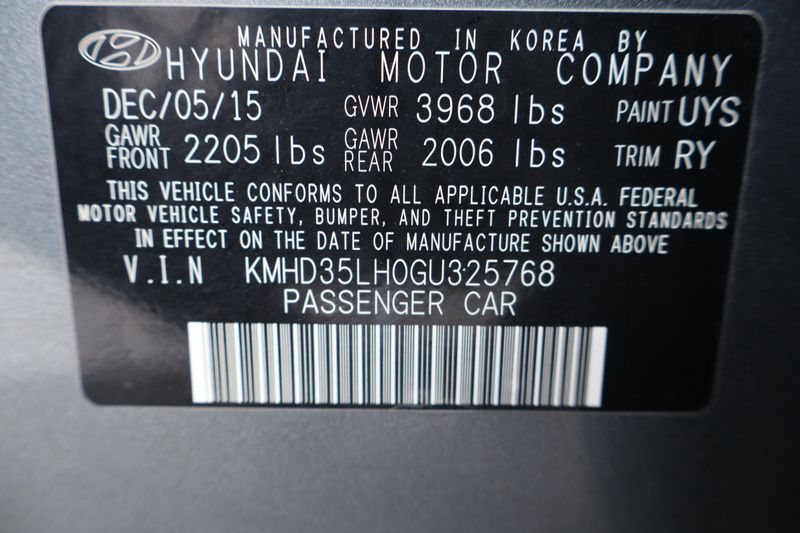 MANUFACTURED IN KOREA BY
HYUNDAI MOTOR COMPANY
DEC/05/15 GVWR 3968 lbs PAINT UYS
GAWR FRONT 2205 lbs GAWR REAR 2006 lbs TRIM RY
THIS VEHICLE CONFORMS TO ALL APPLICABLE U.S.A. FEDERAL
MOTOR VEHICLE SAFETY, BUMPER, AND THEFT PREVENTION STANDARDS
IN EFFECT ON THE DATE OF MANUFACTURE SHOWN ABOVE
V.I.N KMHD35LH0GU325768
PASSENGER CAR